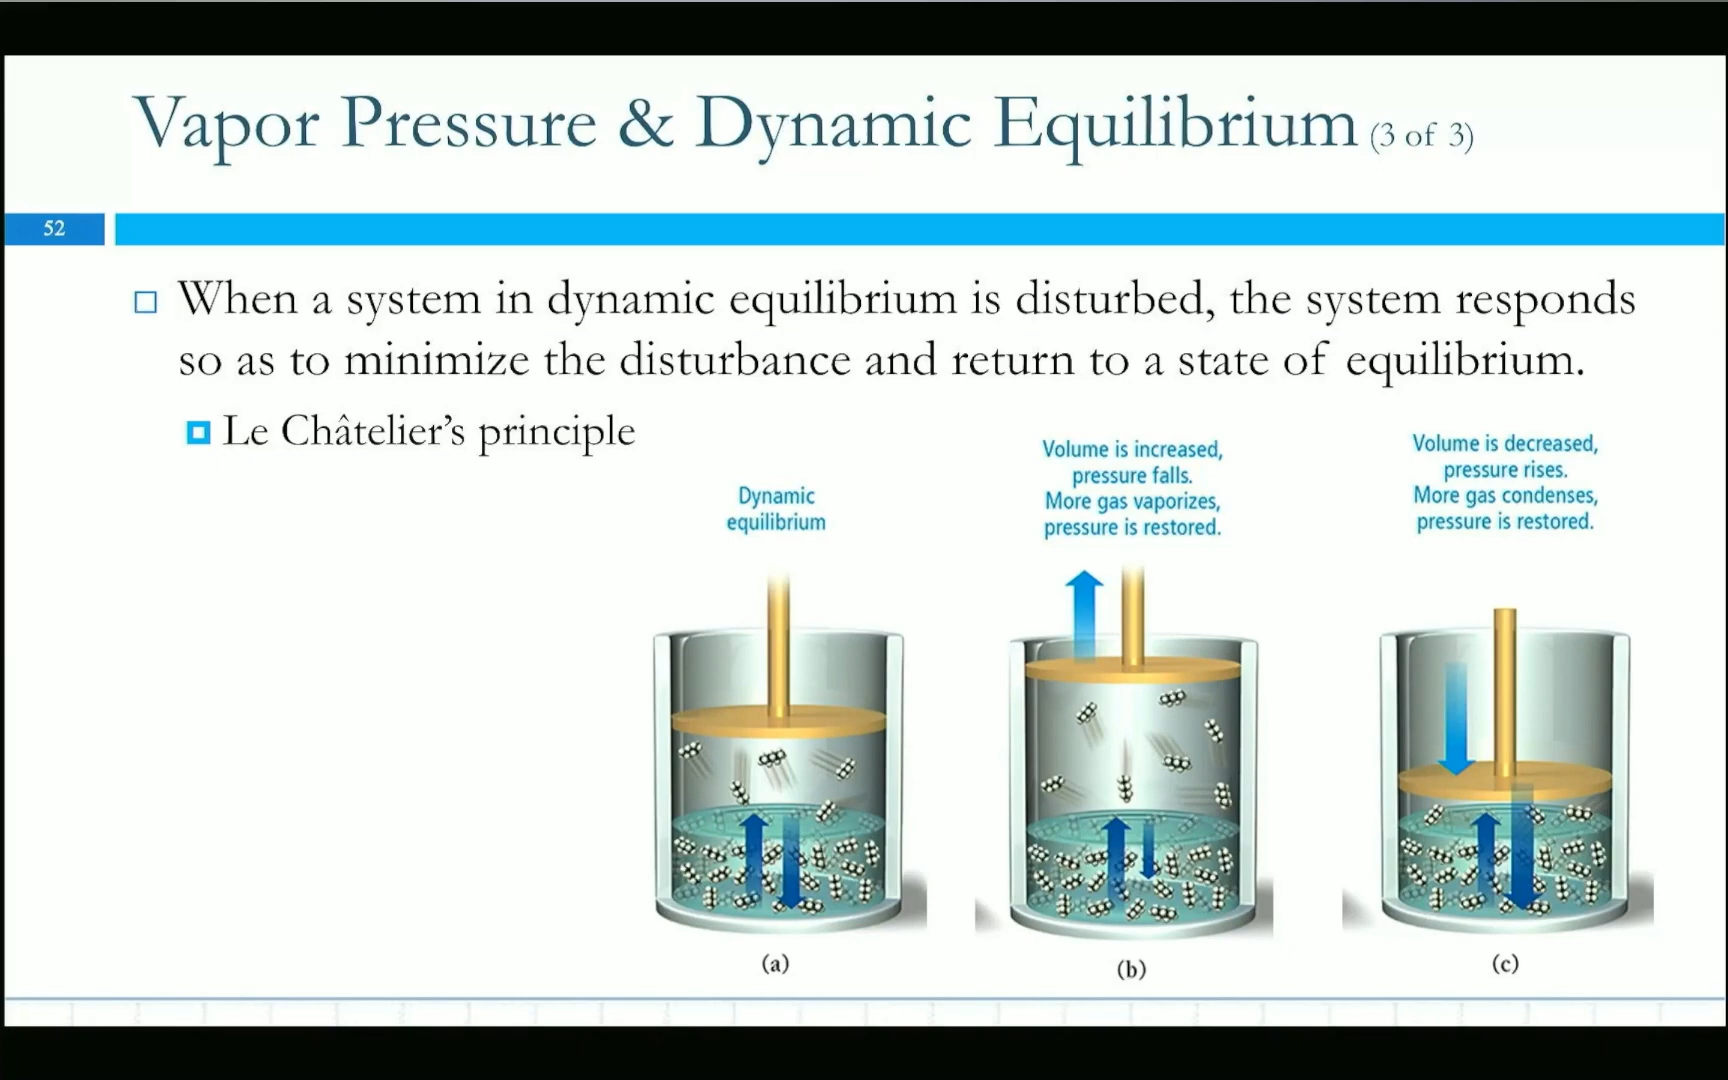 Vapor Pressure & Dynamic Equilibrium (3 of 3)
52
When a system in dynamic equilibrium is disturbed, the system responds
so as to minimize the disturbance and return to a state of equilibrium.
Le Châtelier’s principle
Dynamic
equilibrium
Volume is increased,
pressure falls.
More gas vaporizes,
pressure is restored.
Volume is decreased,
pressure rises.
More gas condenses,
pressure is restored.
(a)
(b)
(c)